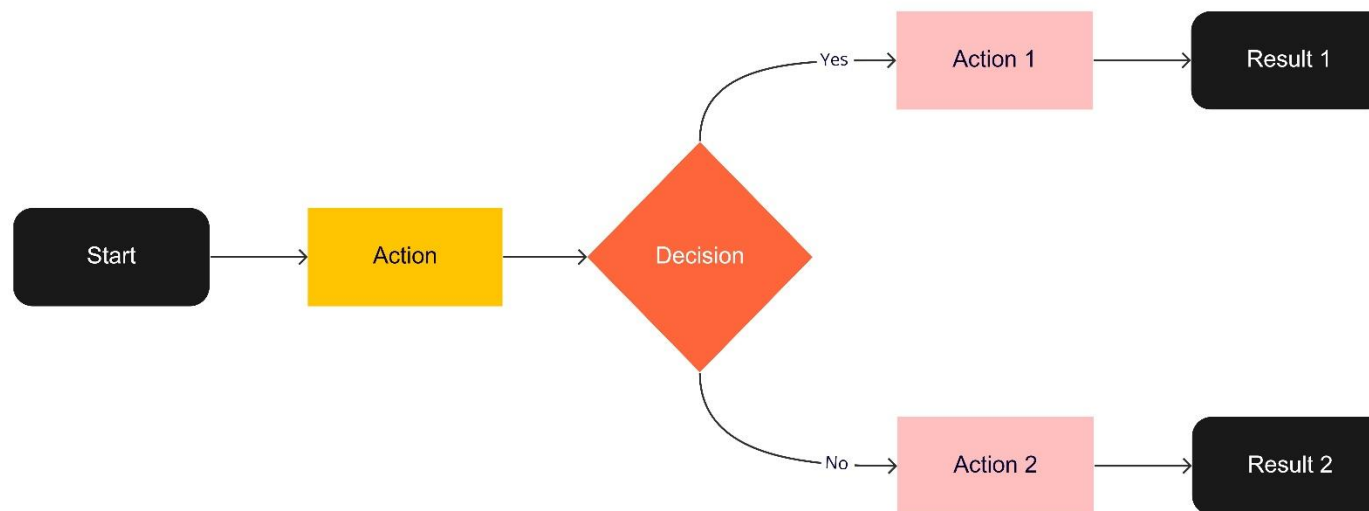 Start
Action
Decision
Yes
Action 1
Result 1
No
Action 2
Result 2